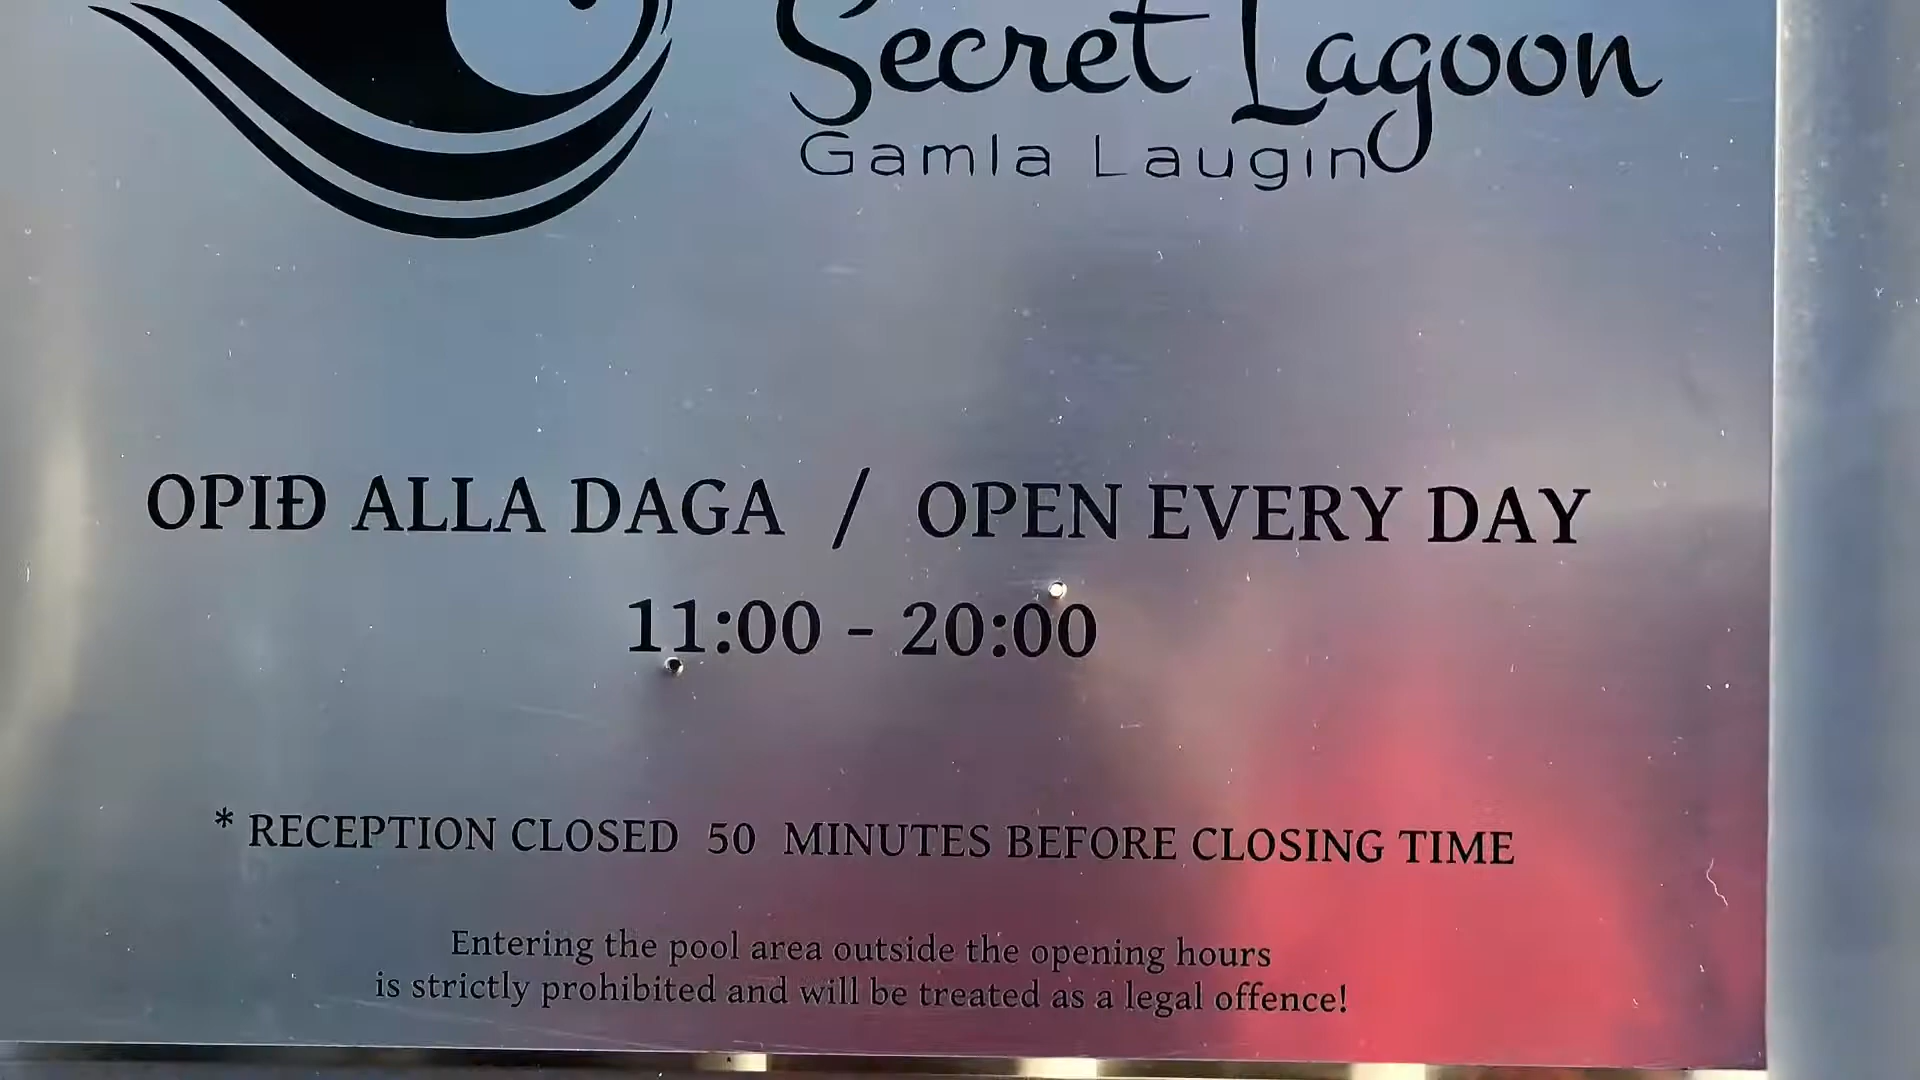 Secret Lagoon
Gamla Laugin
OPIÐ ALLA DAGA / OPEN EVERY DAY
11:00 - 20:00
* RECEPTION CLOSED 50 MINUTES BEFORE CLOSING TIME
Entering the pool area outside the opening hours
is strictly prohibited and will be treated as a legal offence!